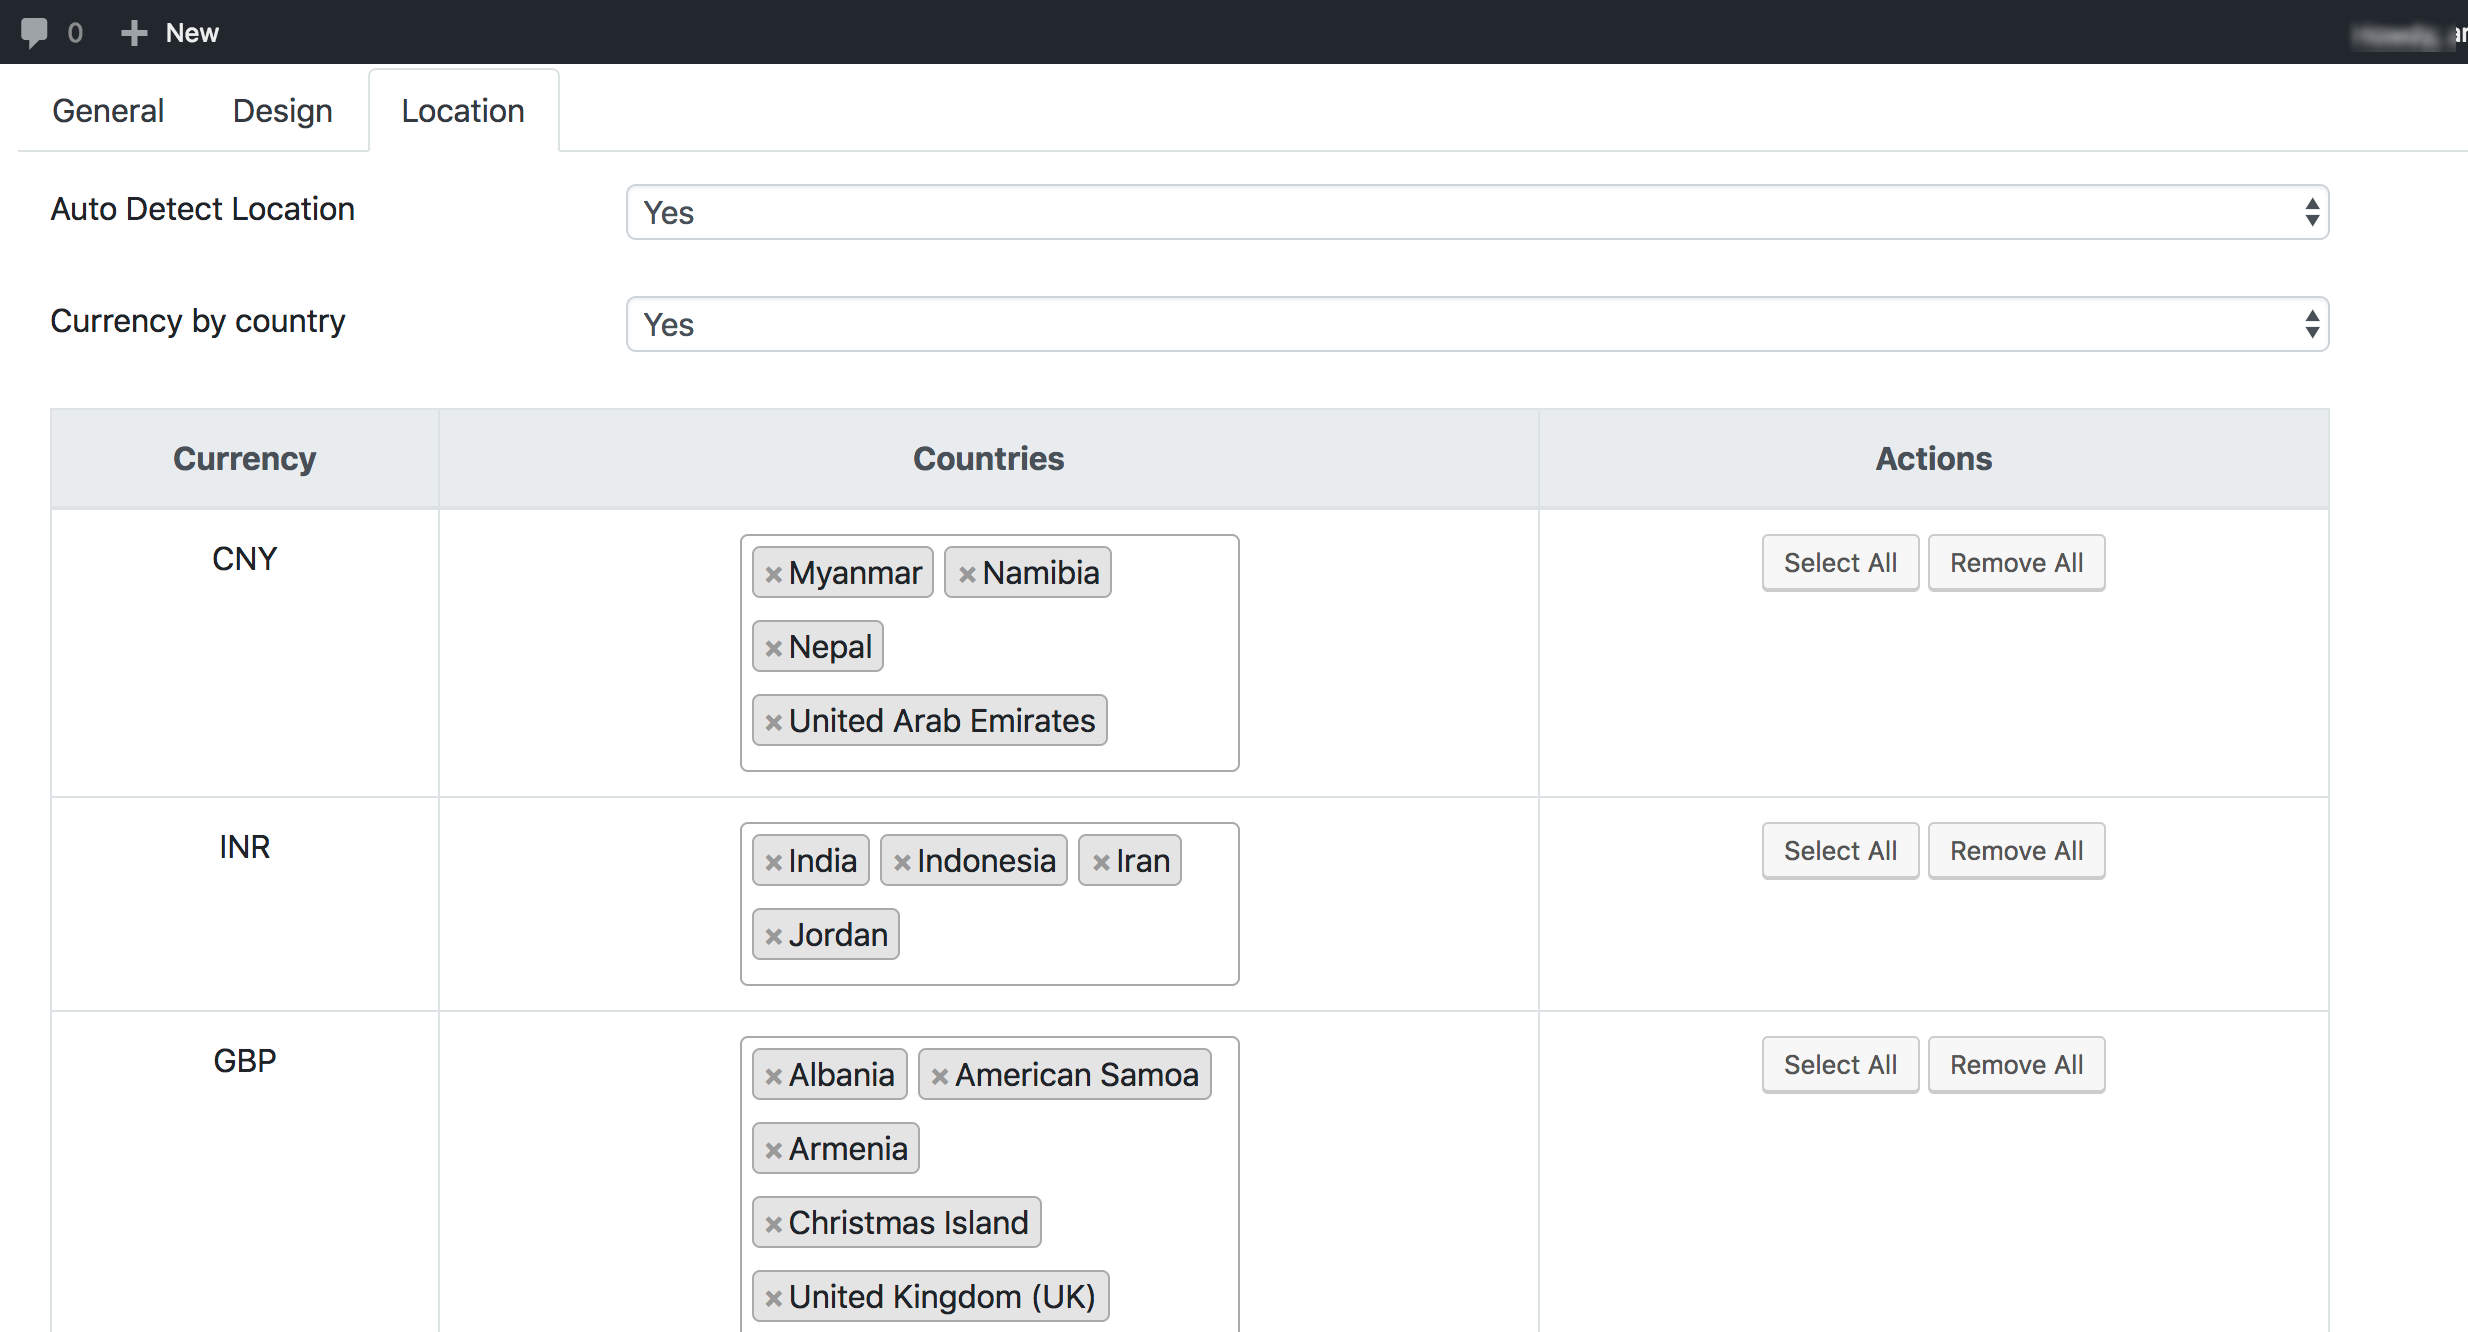 0 New
General Design Location
Auto Detect Location Yes
Currency by country Yes
Currency Countries Actions
CNY ×Myanmar ×Namibia Select All Remove All
×Nepal
×United Arab Emirates
INR ×India ×Indonesia ×Iran Select All Remove All
×Jordan
GBP ×Albania ×American Samoa Select All Remove All
×Armenia
×Christmas Island
×United Kingdom (UK)